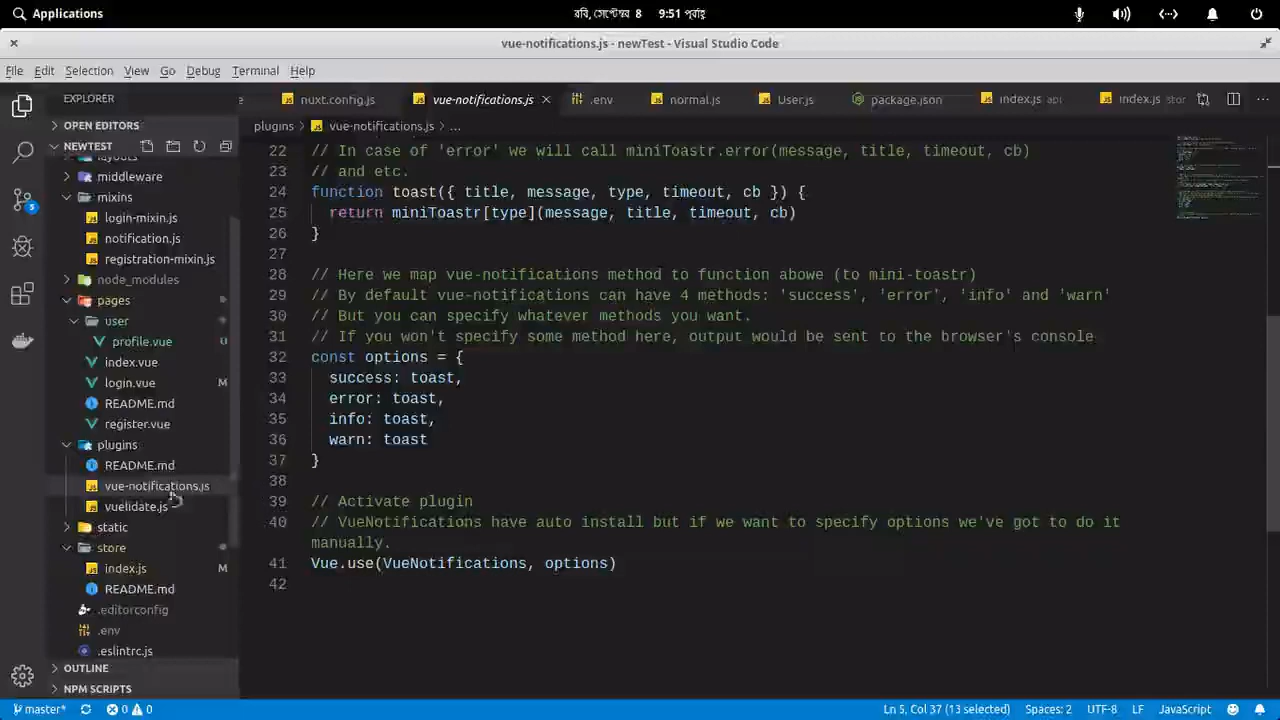 Applications
রবি, সেপ্টেম্বর 8 9:51 পূর্বাহ্ণ
vue-notifications.js - newTest - Visual Studio Code
File Edit Selection View Go Debug Terminal Help
EXPLORER
nuxt.config.js vue-notifications.js .env normal.js User.js package.json index.js api index.js stor
OPEN EDITORS
plugins > vue-notifications.js > ...
NEWTEST
layouts
middleware
mixins
login-mixin.js
notification.js
registration-mixin.js
node_modules
pages
user
profile.vue U
index.vue
login.vue M
README.md
register.vue
plugins
README.md
vue-notifications.js
vuelidate.js
static
store
index.js M
README.md
.editorconfig
.env
.eslintrc.js
OUTLINE
NPM SCRIPTS
22 // In case of 'error' we will call miniToastr.error(message, title, timeout, cb)
23 // and etc.
24 function toast({ title, message, type, timeout, cb }) {
25 return miniToastr[type](message, title, timeout, cb)
26 }
27
28 // Here we map vue-notifications method to function abowe (to mini-toastr)
29 // By default vue-notifications can have 4 methods: 'success', 'error', 'info' and 'warn'
30 // But you can specify whatever methods you want.
31 // If you won't specify some method here, output would be sent to the browser's console
32 const options = {
33 success: toast,
34 error: toast,
35 info: toast,
36 warn: toast
37 }
38
39 // Activate plugin
40 // VueNotifications have auto install but if we want to specify options we've got to do it
manually.
41 Vue.use(VueNotifications, options)
42
master* 0 0 Ln 5, Col 37 (13 selected) Spaces: 2 UTF-8 LF JavaScript